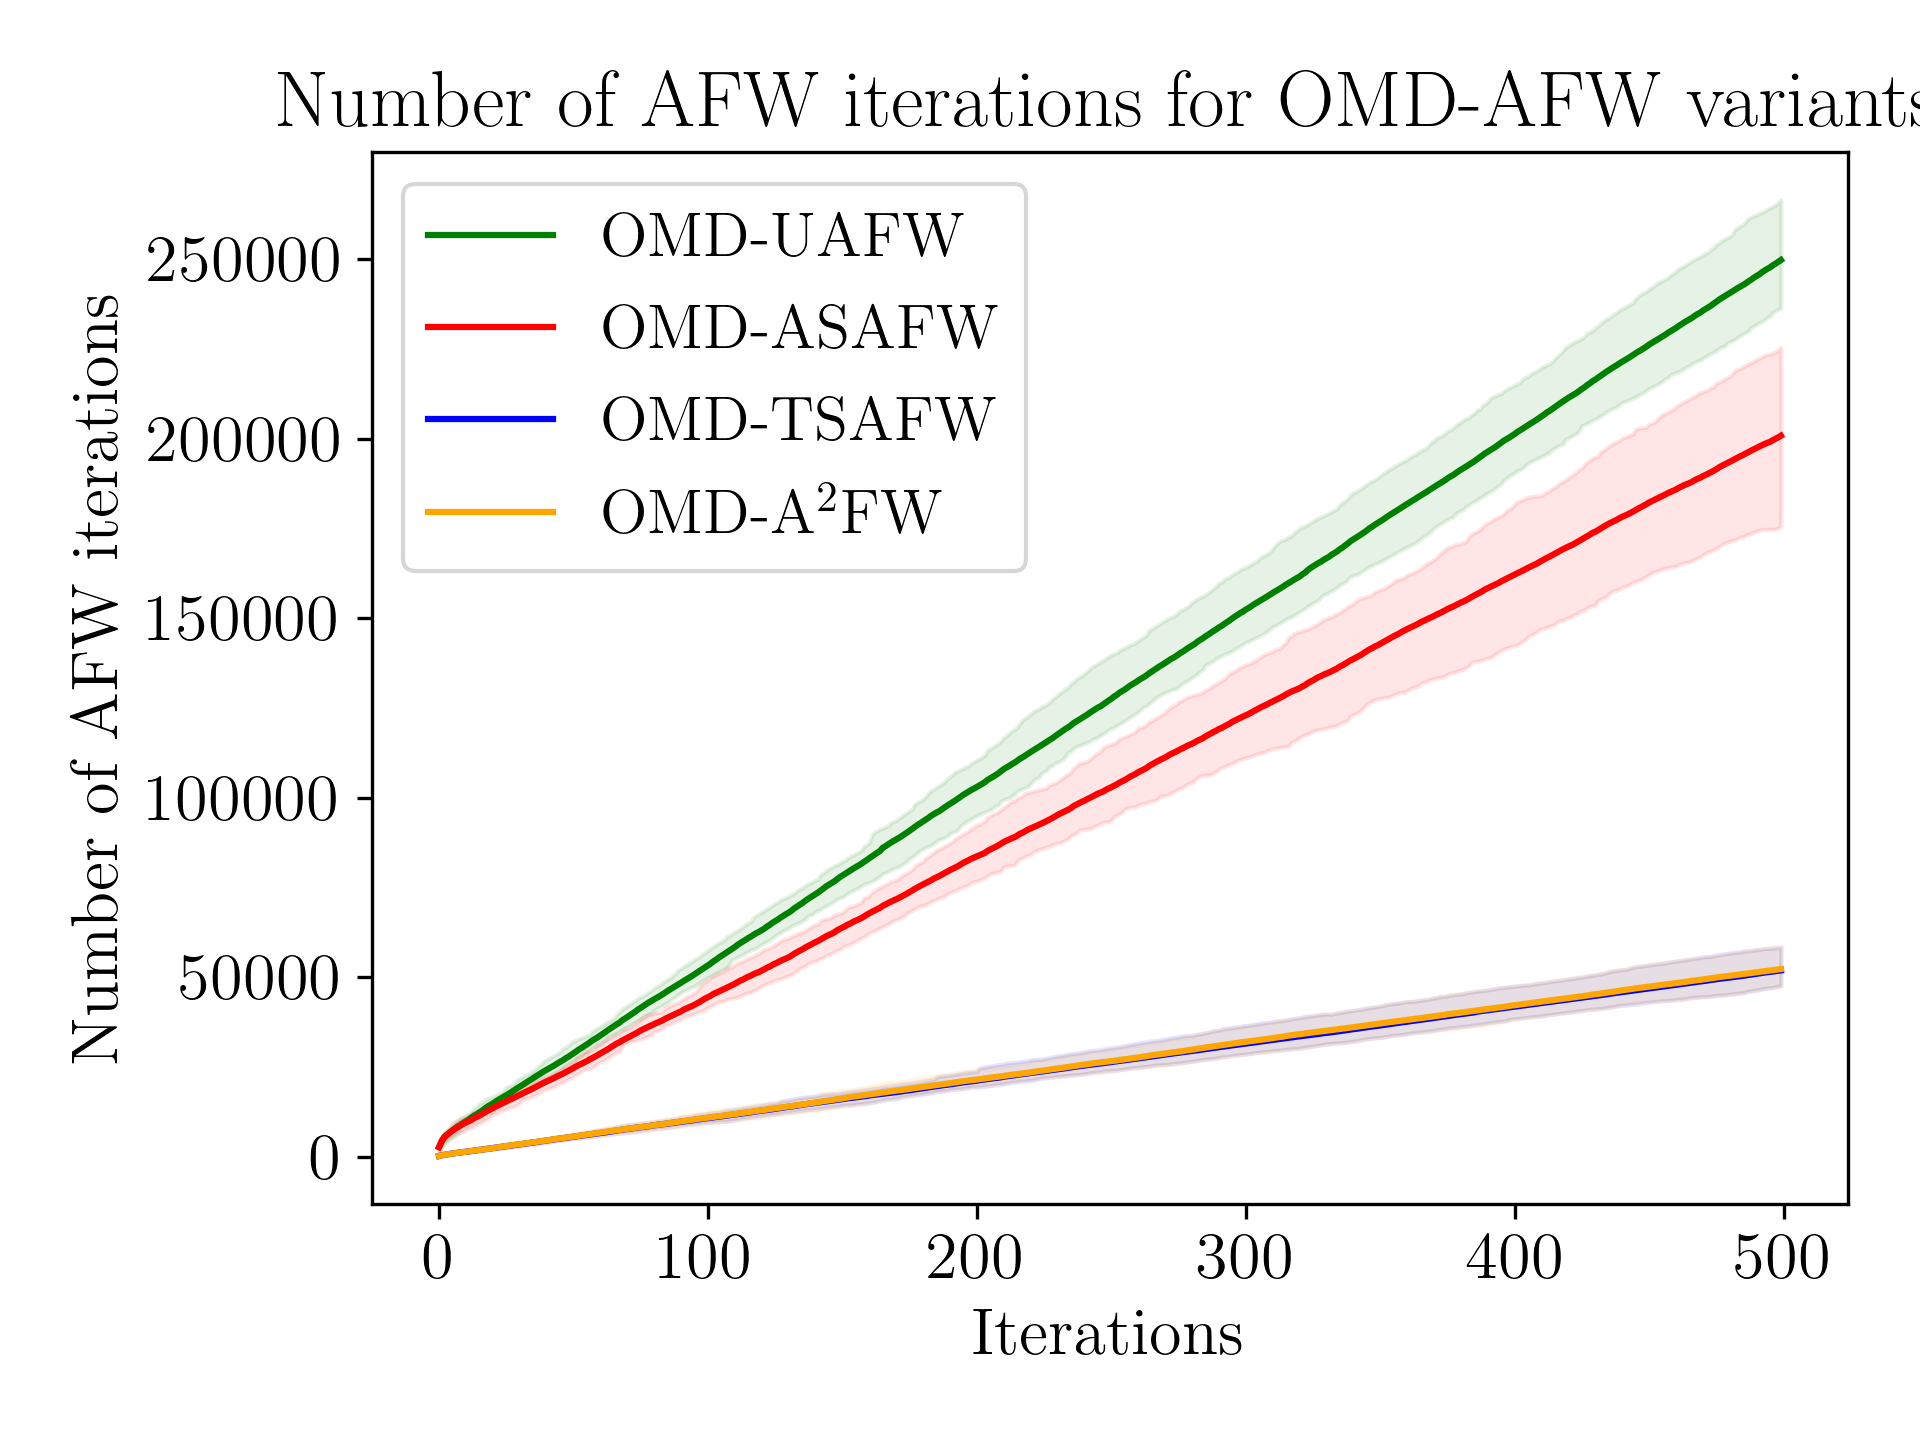 Number of AFW iterations for OMD-AFW variants
OMD-UAFW
OMD-ASAFW
OMD-TSAFW
OMD-A²FW
Number of AFW iterations
250000
200000
150000
100000
50000
0
0 100 200 300 400 500
Iterations